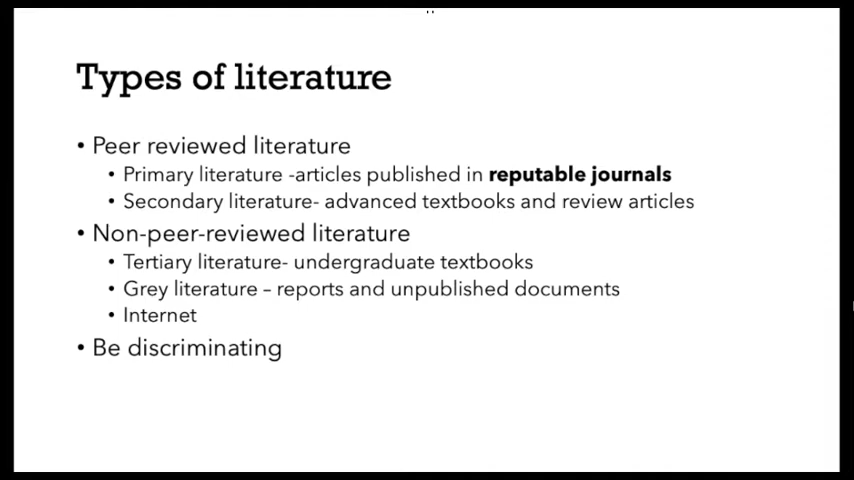 Types of literature
• Peer reviewed literature
• Primary literature -articles published in reputable journals
• Secondary literature- advanced textbooks and review articles
• Non-peer-reviewed literature
• Tertiary literature- undergraduate textbooks
• Grey literature – reports and unpublished documents
• Internet
• Be discriminating